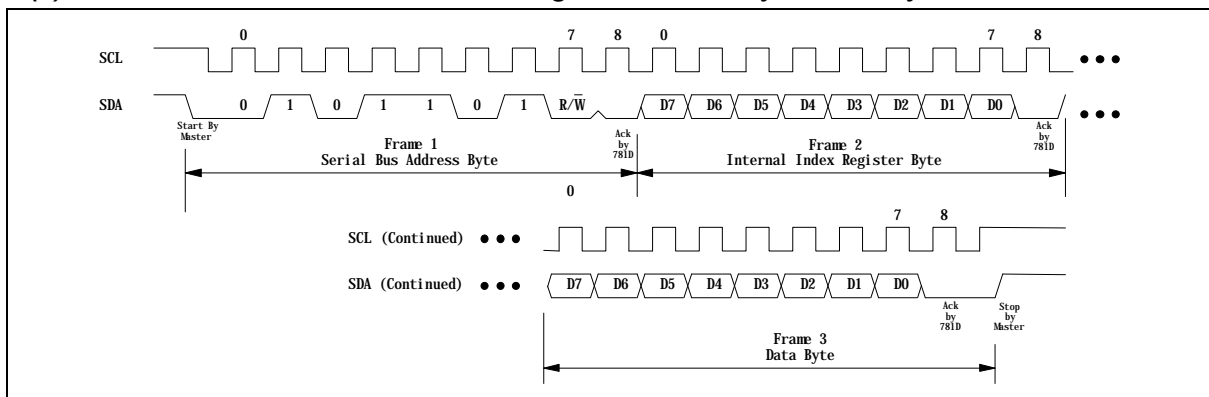 0 7 8 0 7 8
SCL
SDA 0 1 0 1 1 0 1 R/W D7 D6 D5 D4 D3 D2 D1 D0
Start By
Master
Ack
by
781D
Ack
by
781D
Frame 1
Serial Bus Address Byte
Frame 2
Internal Index Register Byte
0
7 8
SCL (Continued)
SDA (Continued) D7 D6 D5 D4 D3 D2 D1 D0
Ack
by
781D
Stop
by
Master
Frame 3
Data Byte